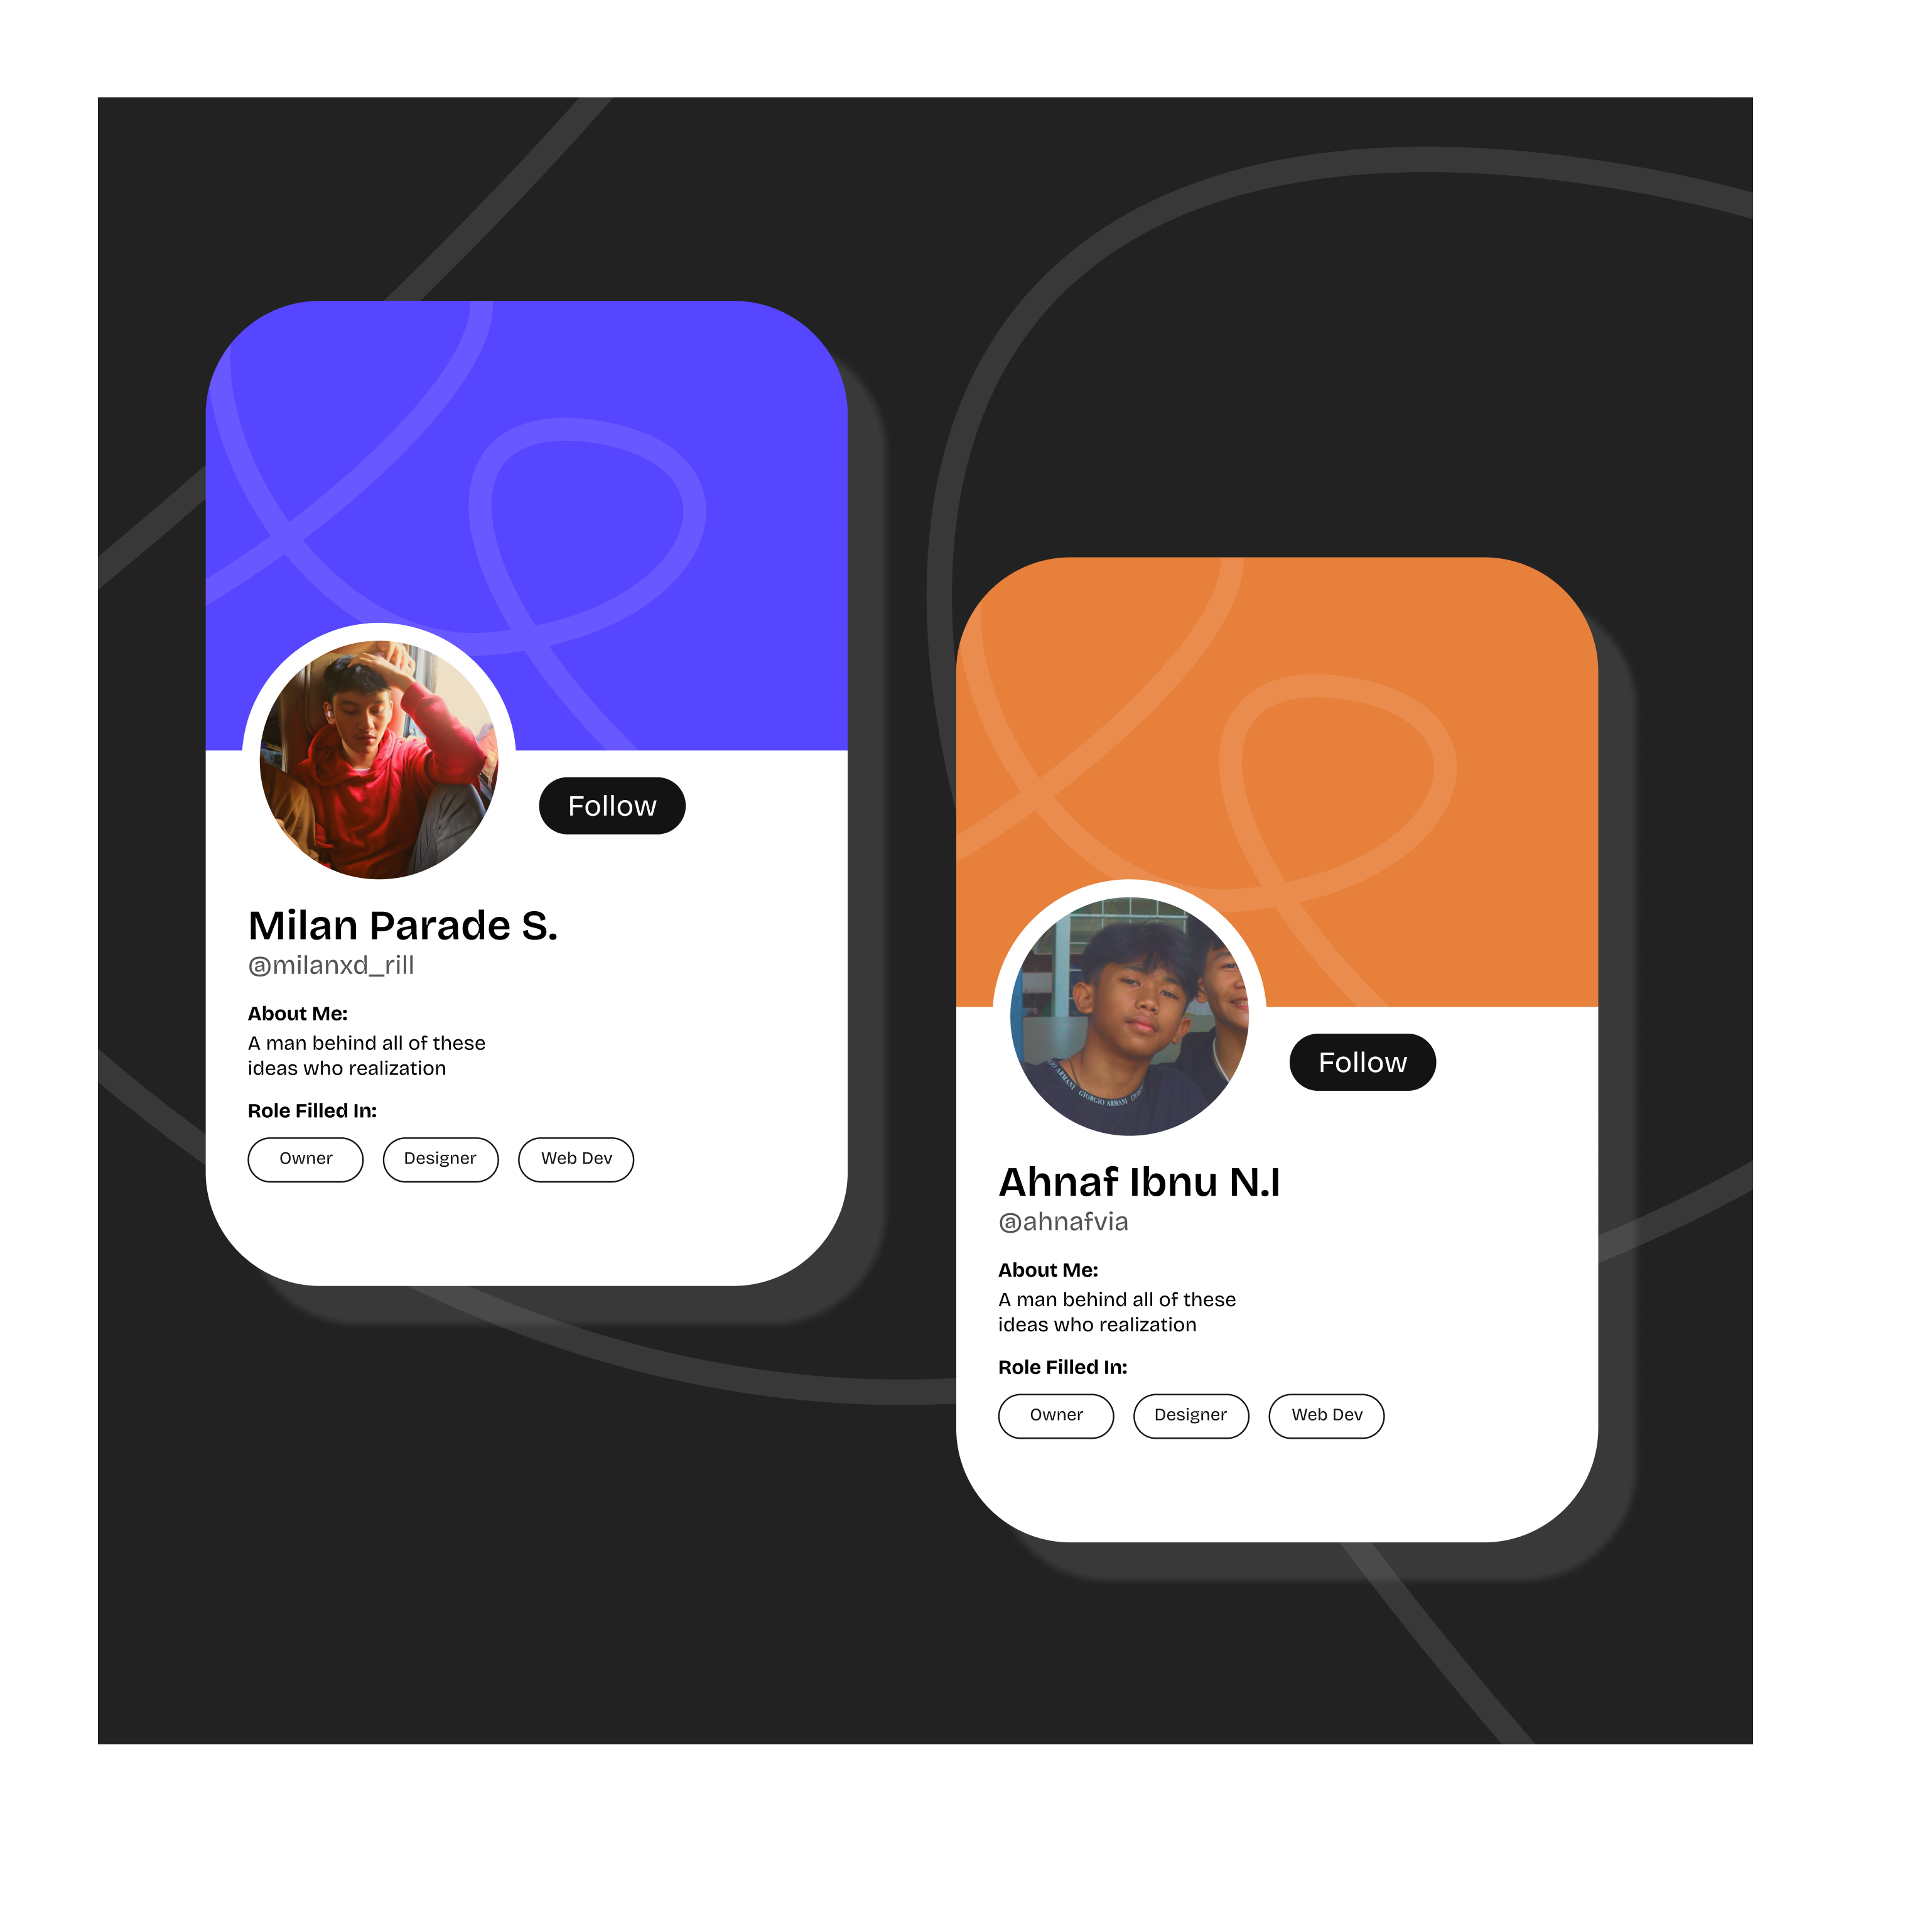 Follow
Milan Parade S.
@milanxd_rill
About Me:
A man behind all of these
ideas who realization
Role Filled In:
Owner
Designer
Web Dev
GIORGIO ARMANI
Follow
Ahnaf Ibnu N.I
@ahnafvia
About Me:
A man behind all of these
ideas who realization
Role Filled In:
Owner
Designer
Web Dev